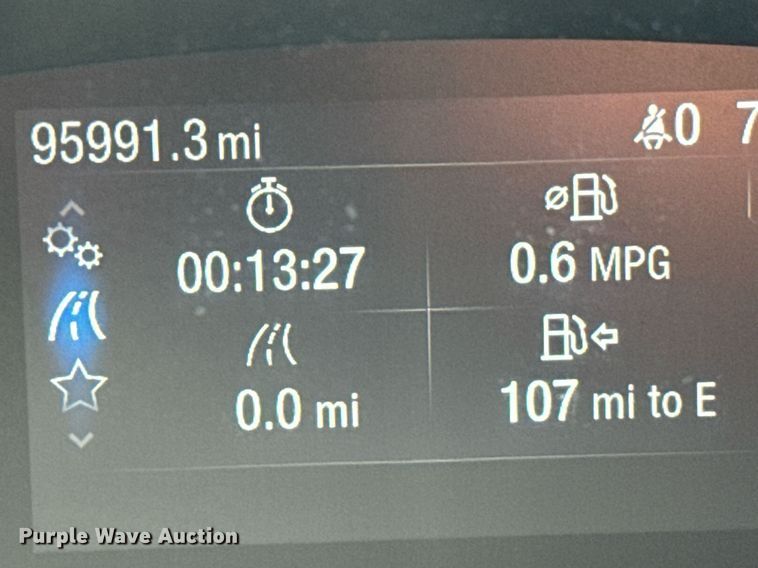 95991.3 mi
0 7
00:13:27
0.6 MPG
0.0 mi
107 mi to E
Purple Wave Auction